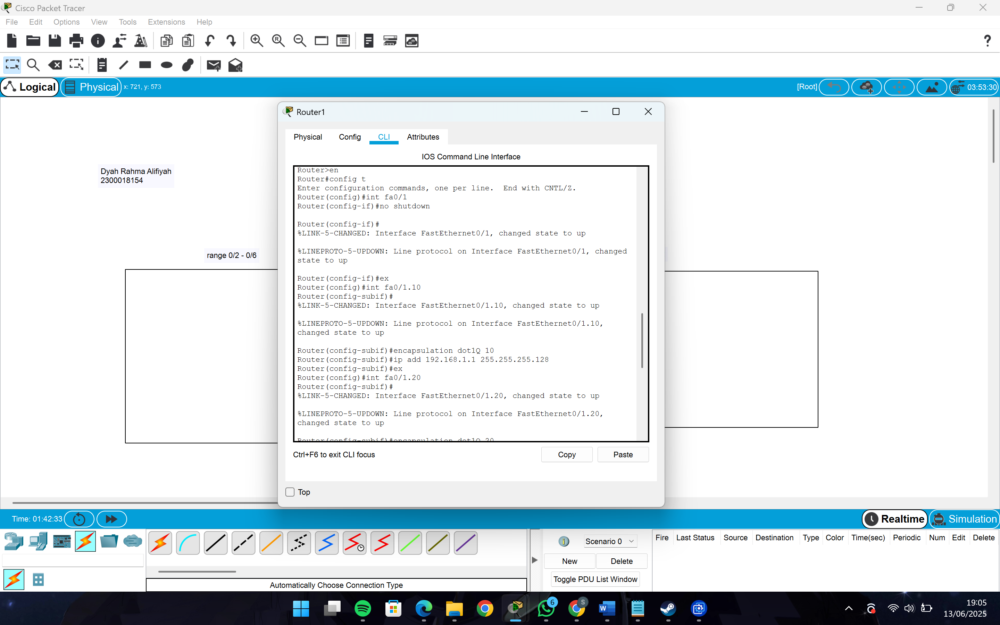 Cisco Packet Tracer
File Edit Options View Tools Extensions Help
Logical Physical x: 721, y: 573 [Root] 03:53:30
Router1
Physical Config CLI Attributes
IOS Command Line Interface
Router>en
Router#config t
Enter configuration commands, one per line.  End with CNTL/Z.
Router(config)#int fa0/1
Router(config-if)#no shutdown
Router(config-if)#
%LINK-5-CHANGED: Interface FastEthernet0/1, changed state to up
%LINEPROTO-5-UPDOWN: Line protocol on Interface FastEthernet0/1, changed
state to up
Router(config-if)#ex
Router(config)#int fa0/1.10
Router(config-subif)#
%LINK-5-CHANGED: Interface FastEthernet0/1.10, changed state to up
%LINEPROTO-5-UPDOWN: Line protocol on Interface FastEthernet0/1.10,
changed state to up
Router(config-subif)#encapsulation dot1Q 10
Router(config-subif)#ip add 192.168.1.1 255.255.255.128
Router(config-subif)#ex
Router(config)#int fa0/1.20
Router(config-subif)#
%LINK-5-CHANGED: Interface FastEthernet0/1.20, changed state to up
%LINEPROTO-5-UPDOWN: Line protocol on Interface FastEthernet0/1.20,
changed state to up
Router(config-subif)#encapsulation dot1Q 20
Ctrl+F6 to exit CLI focus
Copy Paste
Top
Dyah Rahma Alifiyah
2300018154
range 0/2 - 0/6
Time: 01:42:33 Realtime Simulation
Scenario 0
New Delete
Toggle PDU List Window
Fire Last Status Source Destination Type Color Time(sec) Periodic Num Edit Delete
Automatically Choose Connection Type
6
S
19:05
13/06/2025